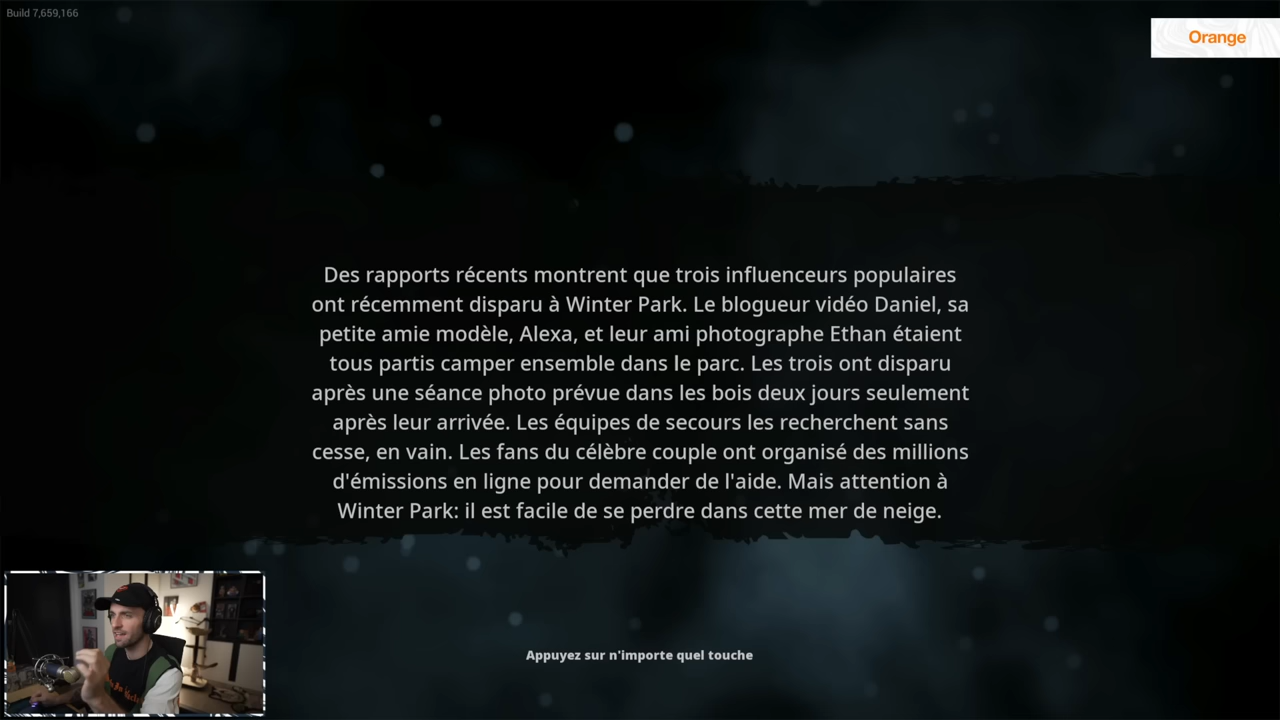 Build 7,659,166
Orange
Des rapports récents montrent que trois influenceurs populaires
ont récemment disparu à Winter Park. Le blogueur vidéo Daniel, sa
petite amie modèle, Alexa, et leur ami photographe Ethan étaient
tous partis camper ensemble dans le parc. Les trois ont disparu
après une séance photo prévue dans les bois deux jours seulement
après leur arrivée. Les équipes de secours les recherchent sans
cesse, en vain. Les fans du célèbre couple ont organisé des millions
d'émissions en ligne pour demander de l'aide. Mais attention à
Winter Park: il est facile de se perdre dans cette mer de neige.
Appuyez sur n'importe quel touche